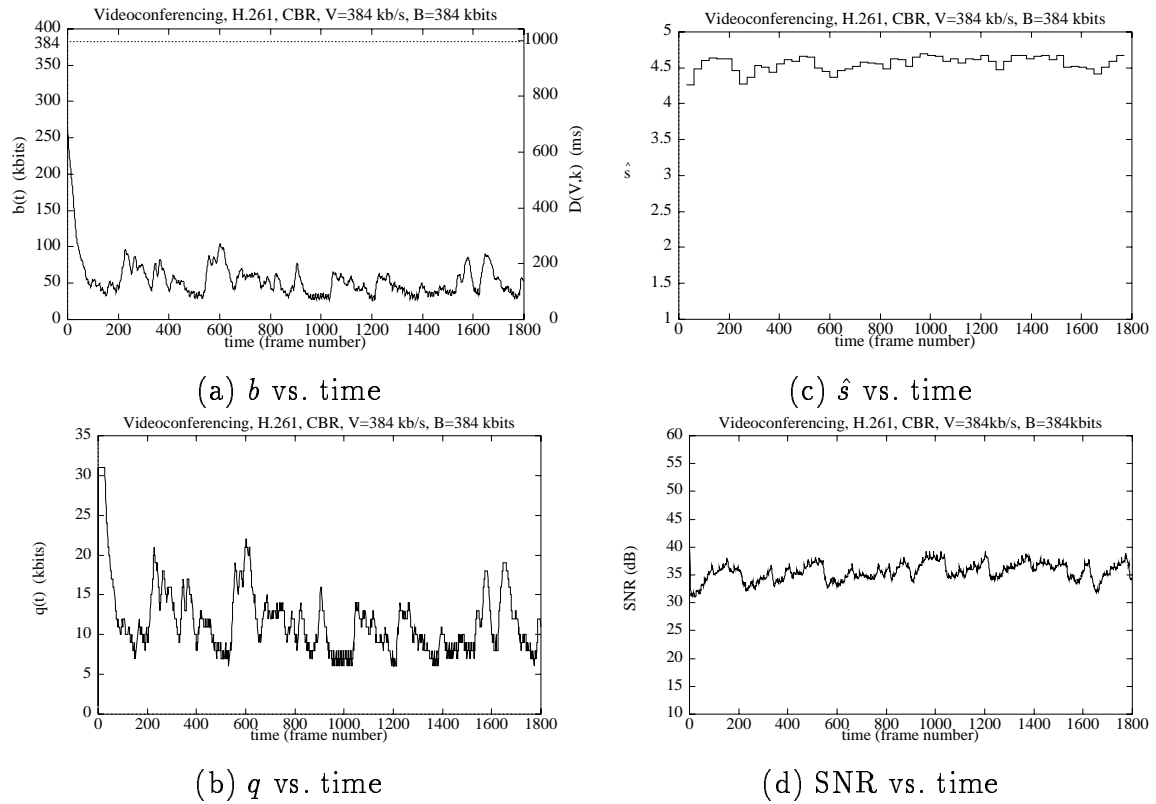 Videoconferencing, H.261, CBR, V=384 kb/s, B=384 kbits
400
384
350
300
250
200
150
100
50
0
b(t) (kbits)
1000
800
600
400
200
0
D(V,k) (ms)
0 200 400 600 800 1000 1200 1400 1600 1800
time (frame number)
(a) b vs. time
Videoconferencing, H.261, CBR, V=384 kb/s, B=384 kbits
5
4.5
4
3.5
3
2.5
2
1.5
1
ŝ
0 200 400 600 800 1000 1200 1400 1600 1800
time (frame number)
(c) ŝ vs. time
Videoconferencing, H.261, CBR, V=384 kb/s, B=384 kbits
35
30
25
20
15
10
5
0
q(t) (kbits)
0 200 400 600 800 1000 1200 1400 1600 1800
time (frame number)
(b) q vs. time
Videoconferencing, H.261, CBR, V=384kb/s, B=384kbits
60
55
50
45
40
35
30
25
20
15
10
SNR (dB)
0 200 400 600 800 1000 1200 1400 1600 1800
time (frame number)
(d) SNR vs. time